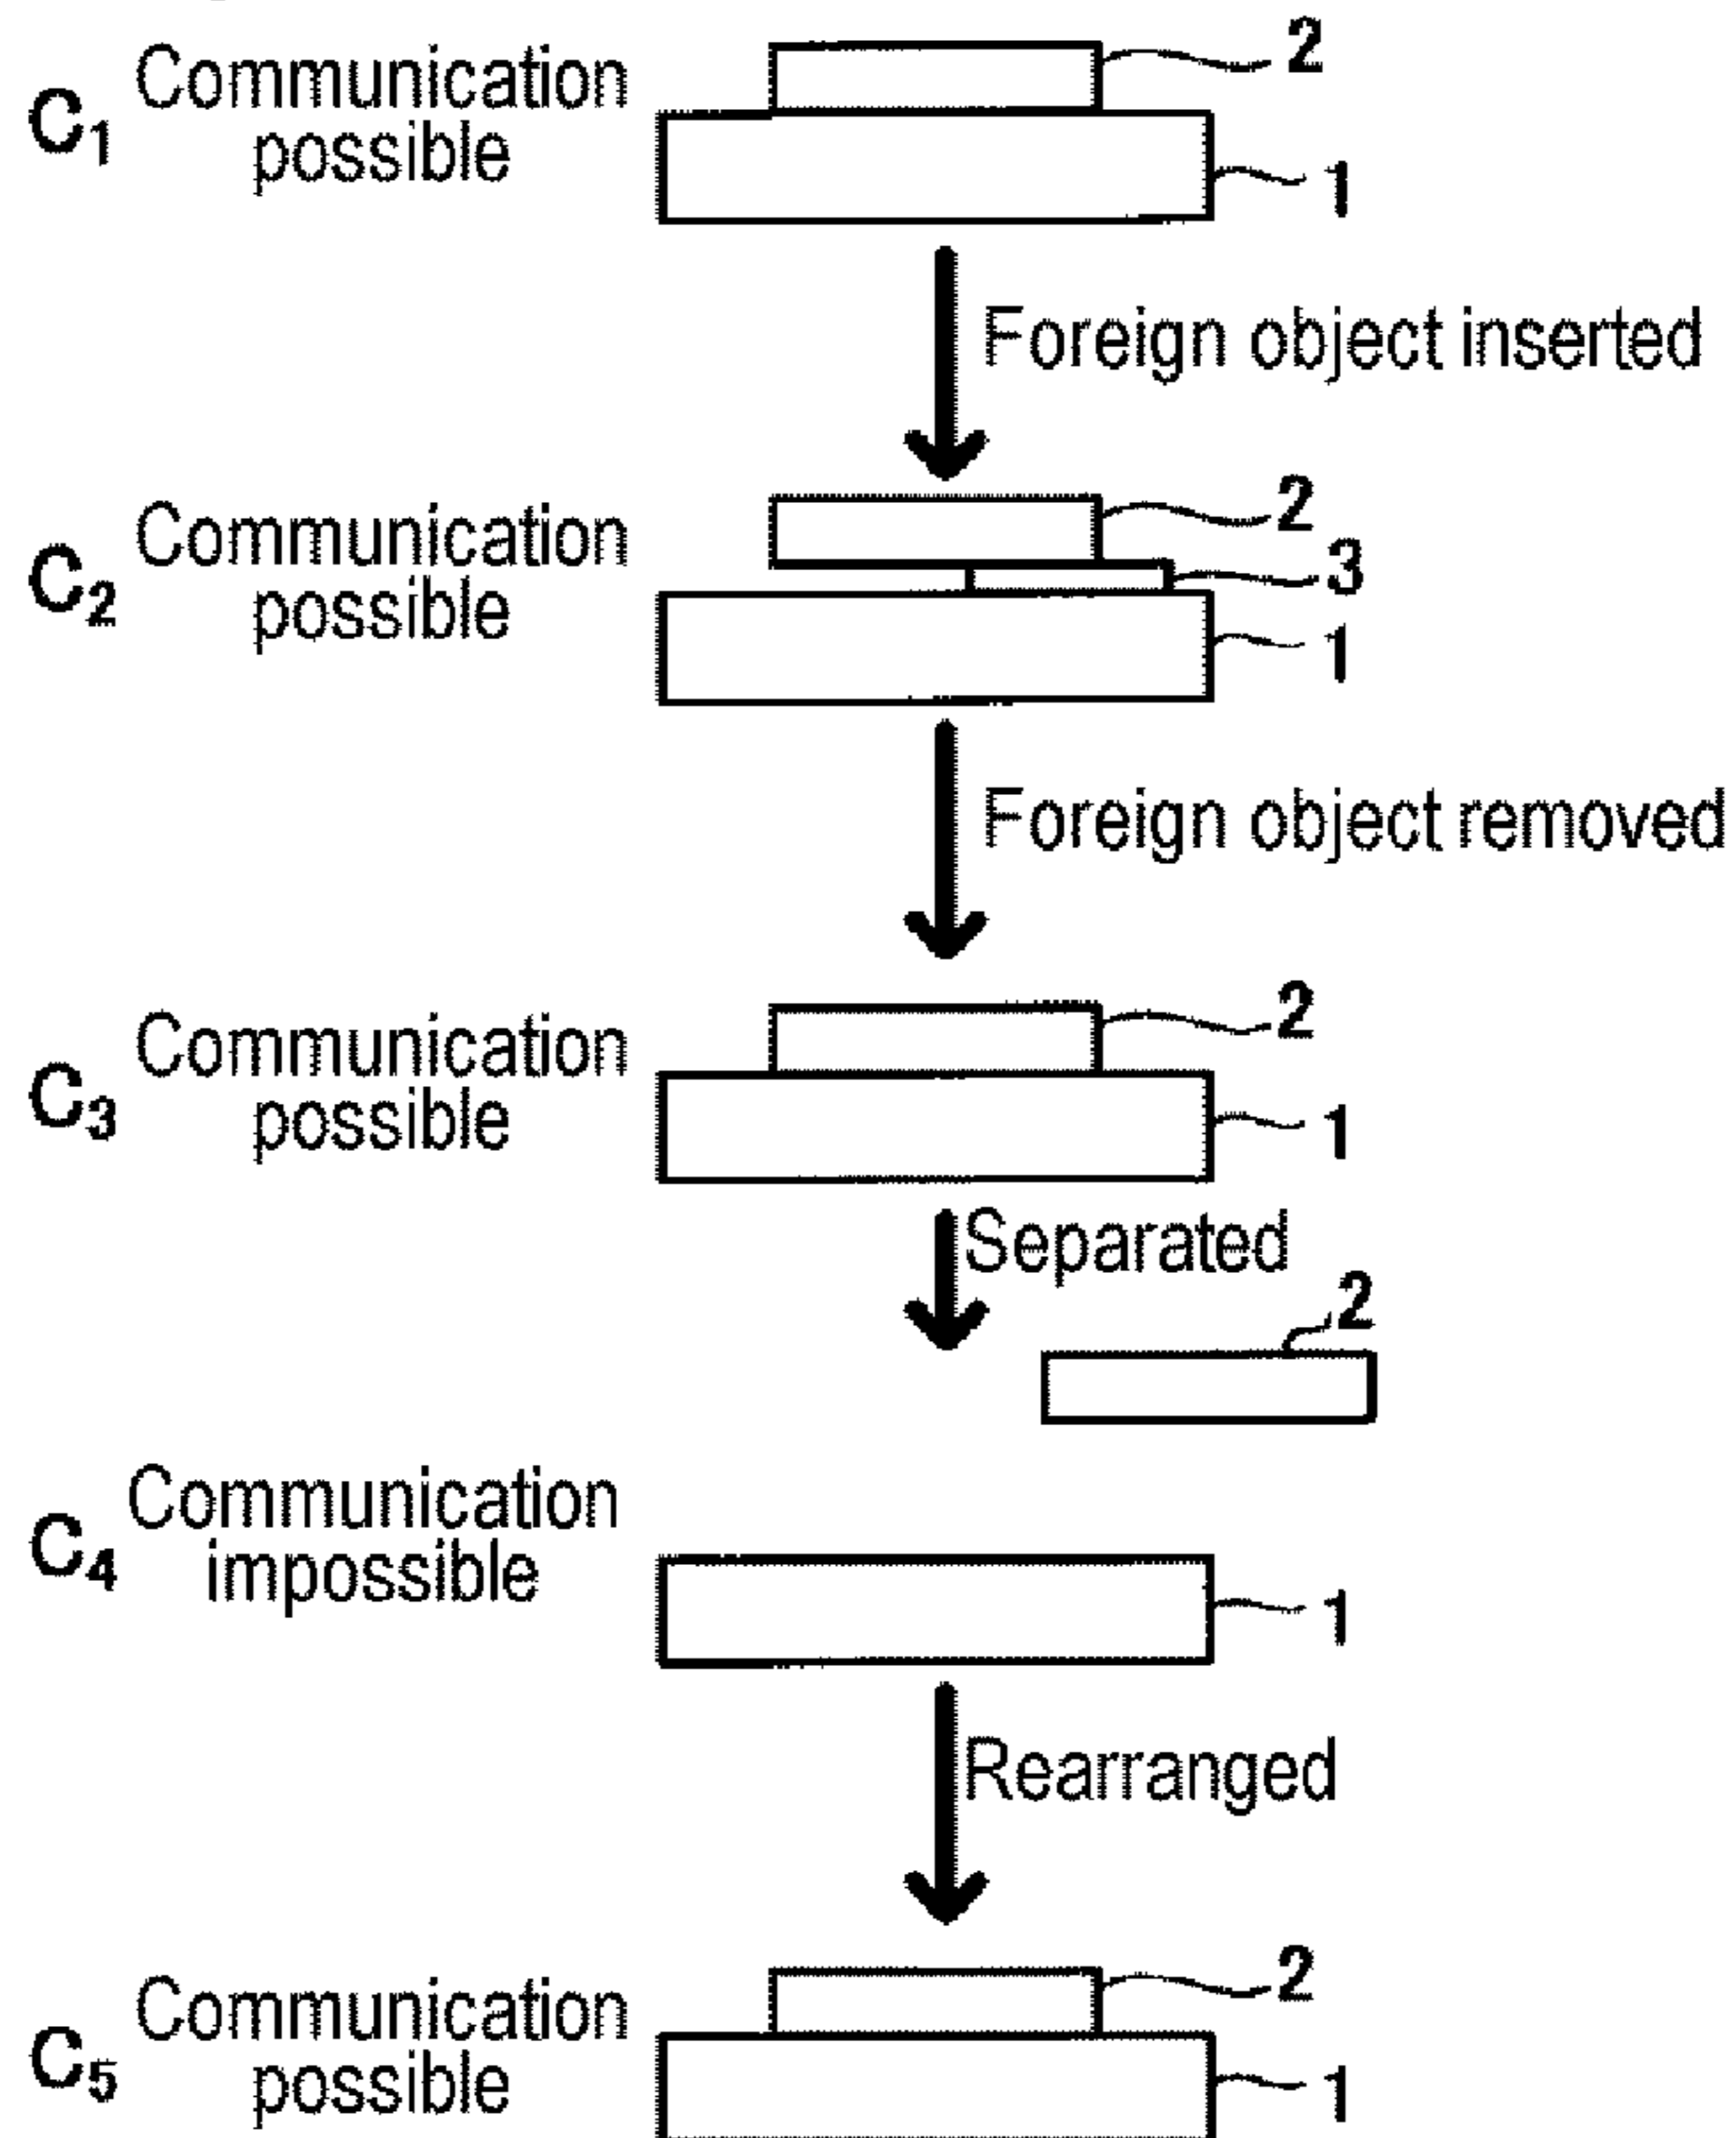 C1 Communication possible 2
1
Foreign object inserted
C2 Communication possible 2
3
1
Foreign object removed
C3 Communication possible 2
1
Separated
2
C4 Communication impossible
1
Rearranged
C5 Communication possible 2
1